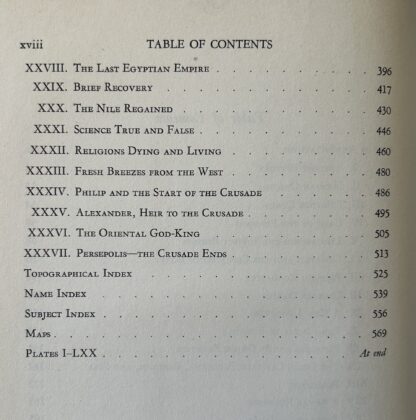 xviii TABLE OF CONTENTS
XXVIII. The Last Egyptian Empire . . . . . . . . . . 396
XXIX. Brief Recovery . . . . . . . . . . . . 417
XXX. The Nile Regained . . . . . . . . . . . 430
XXXI. Science True and False . . . . . . . . . . 446
XXXII. Religions Dying and Living . . . . . . . . . 460
XXXIII. Fresh Breezes from the West . . . . . . . . 480
XXXIV. Philip and the Start of the Crusade . . . . . . 486
XXXV. Alexander, Heir to the Crusade . . . . . . . 495
XXXVI. The Oriental God-King . . . . . . . . . . 505
XXXVII. Persepolis—the Crusade Ends . . . . . . . . 513
Topographical Index . . . . . . . . . . . . . 525
Name Index . . . . . . . . . . . . . . . 539
Subject Index . . . . . . . . . . . . . . 556
Maps . . . . . . . . . . . . . . . . 569
Plates I–LXX . . . . . . . . . . . . . . At end